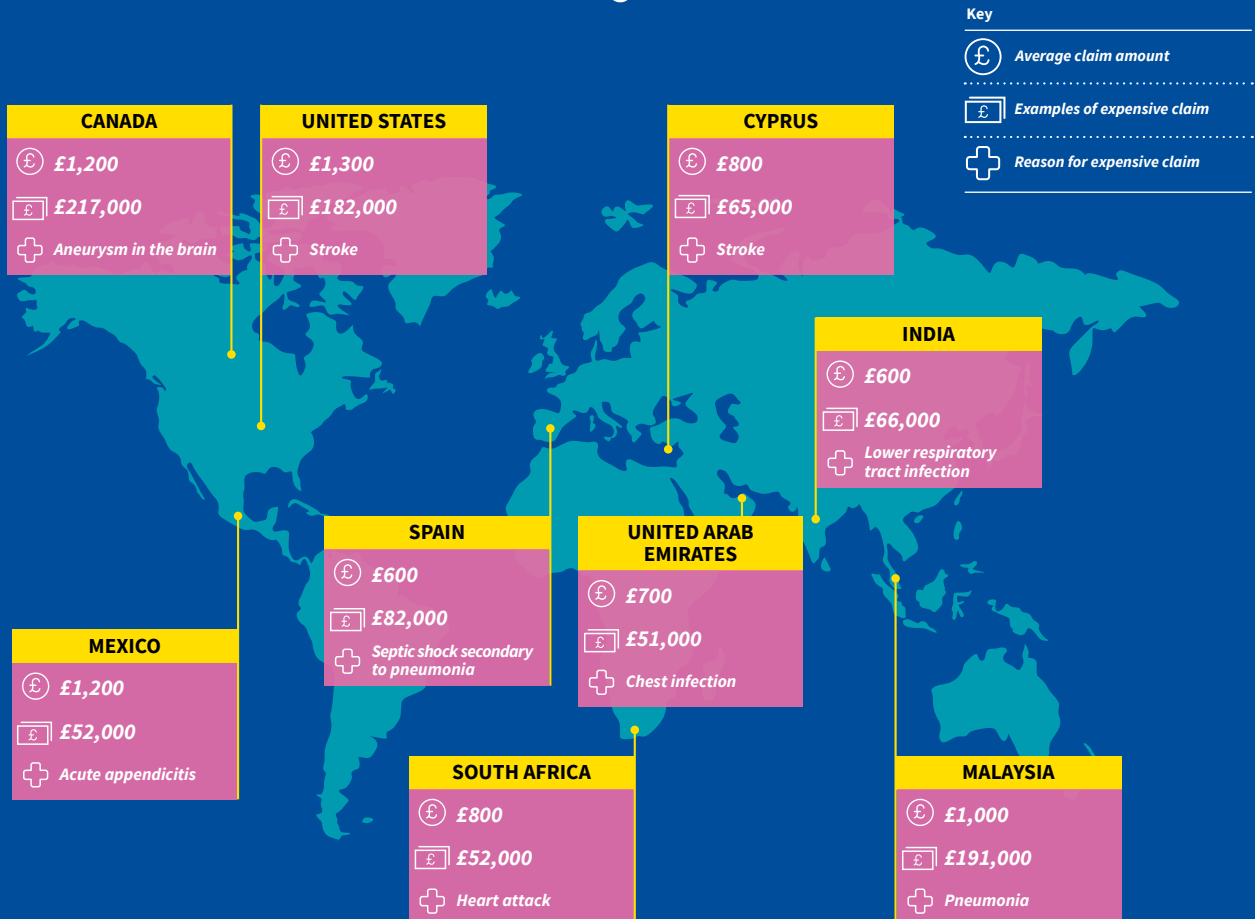 Key
£ Average claim amount
£ Examples of expensive claim
Reason for expensive claim
CANADA
£ £1,200
£ £217,000
Aneurysm in the brain
UNITED STATES
£ £1,300
£ £182,000
Stroke
CYPRUS
£ £800
£ £65,000
Stroke
INDIA
£ £600
£ £66,000
Lower respiratory
tract infection
SPAIN
£ £600
£ £82,000
Septic shock secondary
to pneumonia
UNITED ARAB
EMIRATES
£ £700
£ £51,000
Chest infection
MEXICO
£ £1,200
£ £52,000
Acute appendicitis
SOUTH AFRICA
£ £800
£ £52,000
Heart attack
MALAYSIA
£ £1,000
£ £191,000
Pneumonia